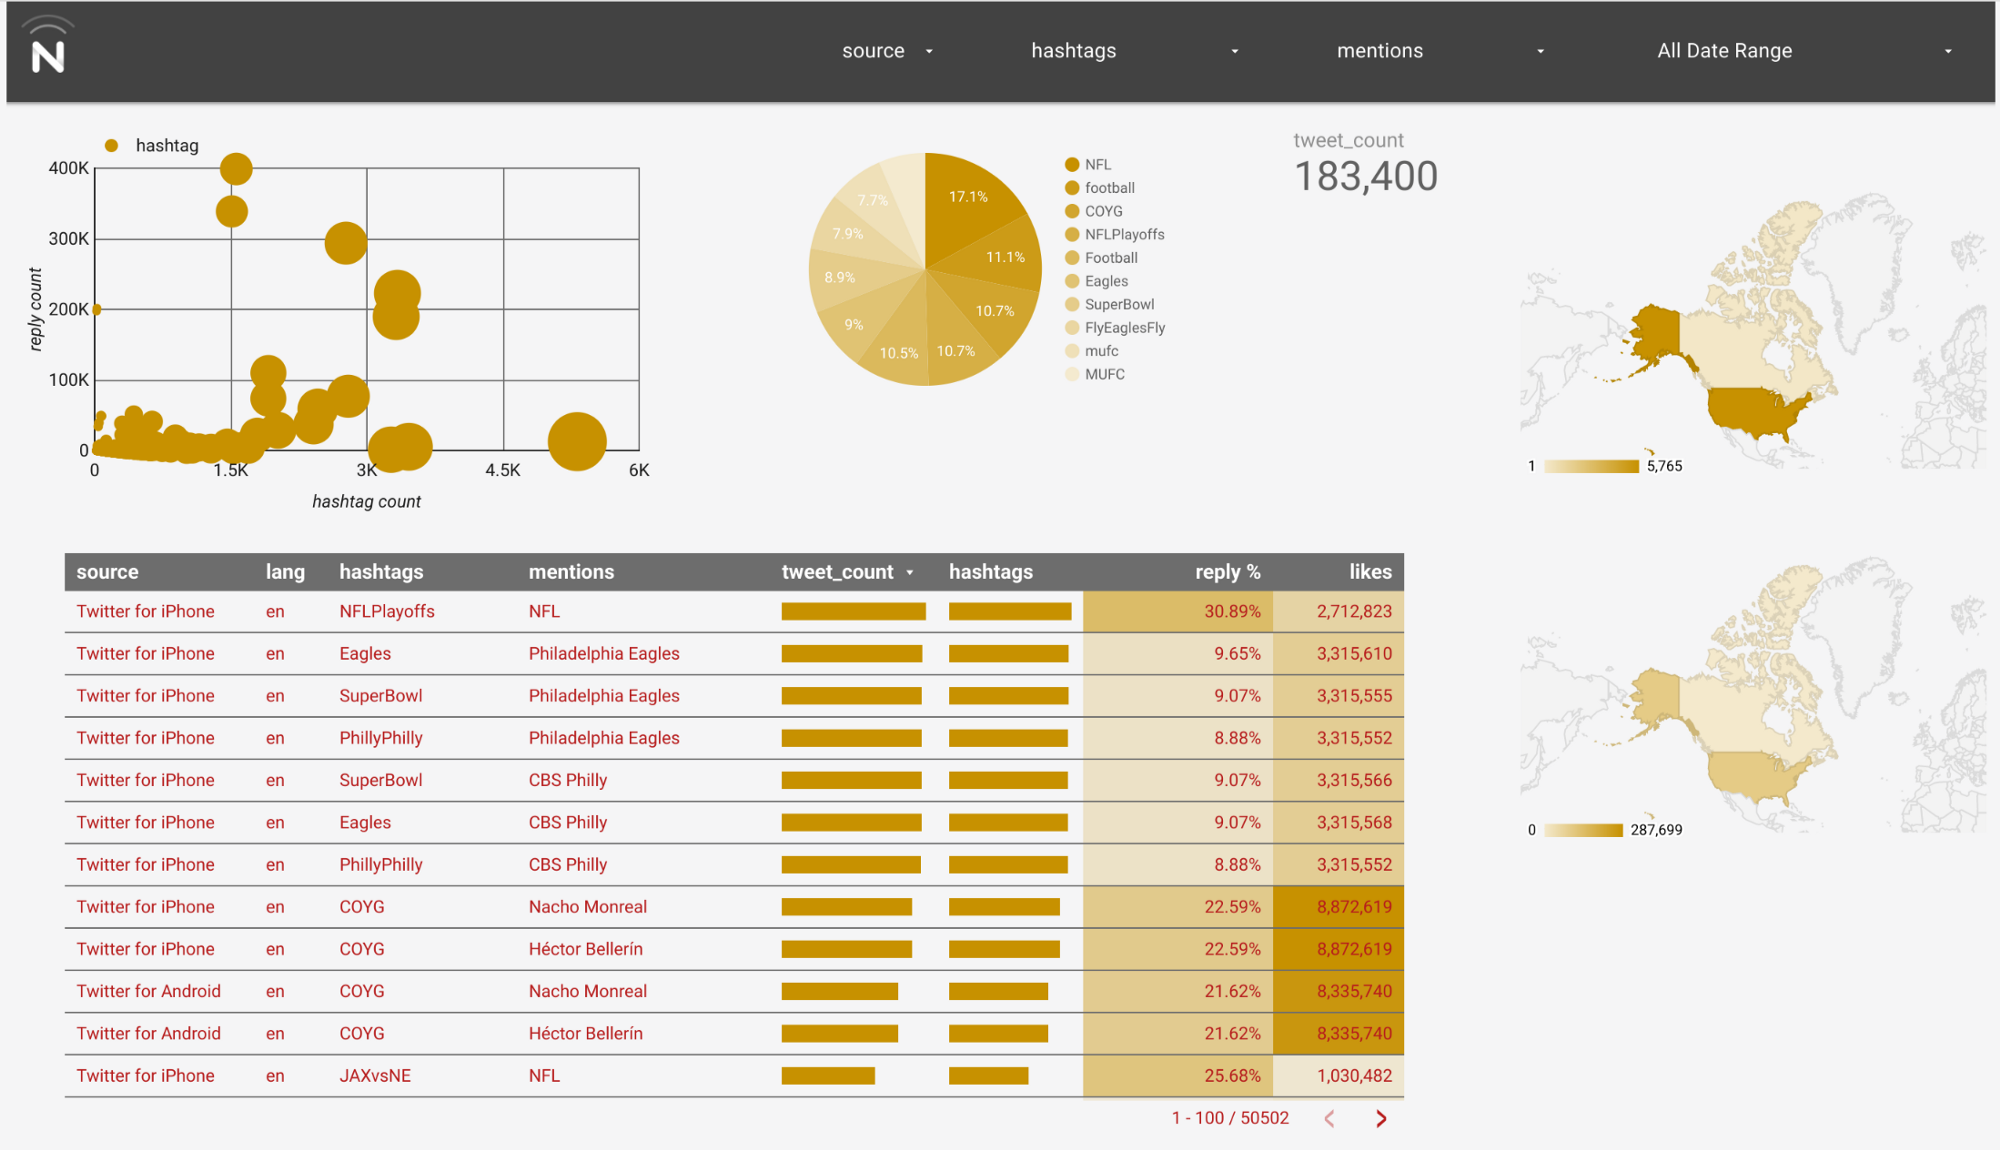 N
source hashtags mentions All Date Range
hashtag
400K
300K
200K
100K
0
reply count
0 1.5K 3K 4.5K 6K
hashtag count
17.1%
11.1%
10.7%
10.7%
10.5%
9%
8.9%
7.9%
7.7%
NFL
football
COYG
NFLPlayoffs
Football
Eagles
SuperBowl
FlyEaglesFly
mufc
MUFC
tweet_count
183,400
1 5,765
source lang hashtags mentions tweet_count hashtags reply % likes
Twitter for iPhone en NFLPlayoffs NFL 30.89% 2,712,823
Twitter for iPhone en Eagles Philadelphia Eagles 9.65% 3,315,610
Twitter for iPhone en SuperBowl Philadelphia Eagles 9.07% 3,315,555
Twitter for iPhone en PhillyPhilly Philadelphia Eagles 8.88% 3,315,552
Twitter for iPhone en SuperBowl CBS Philly 9.07% 3,315,566
Twitter for iPhone en Eagles CBS Philly 9.07% 3,315,568
Twitter for iPhone en PhillyPhilly CBS Philly 8.88% 3,315,552
Twitter for iPhone en COYG Nacho Monreal 22.59% 8,872,619
Twitter for iPhone en COYG Héctor Bellerín 22.59% 8,872,619
Twitter for Android en COYG Nacho Monreal 21.62% 8,335,740
Twitter for Android en COYG Héctor Bellerín 21.62% 8,335,740
Twitter for iPhone en JAXvsNE NFL 25.68% 1,030,482
1 - 100 / 50502
0 287,699